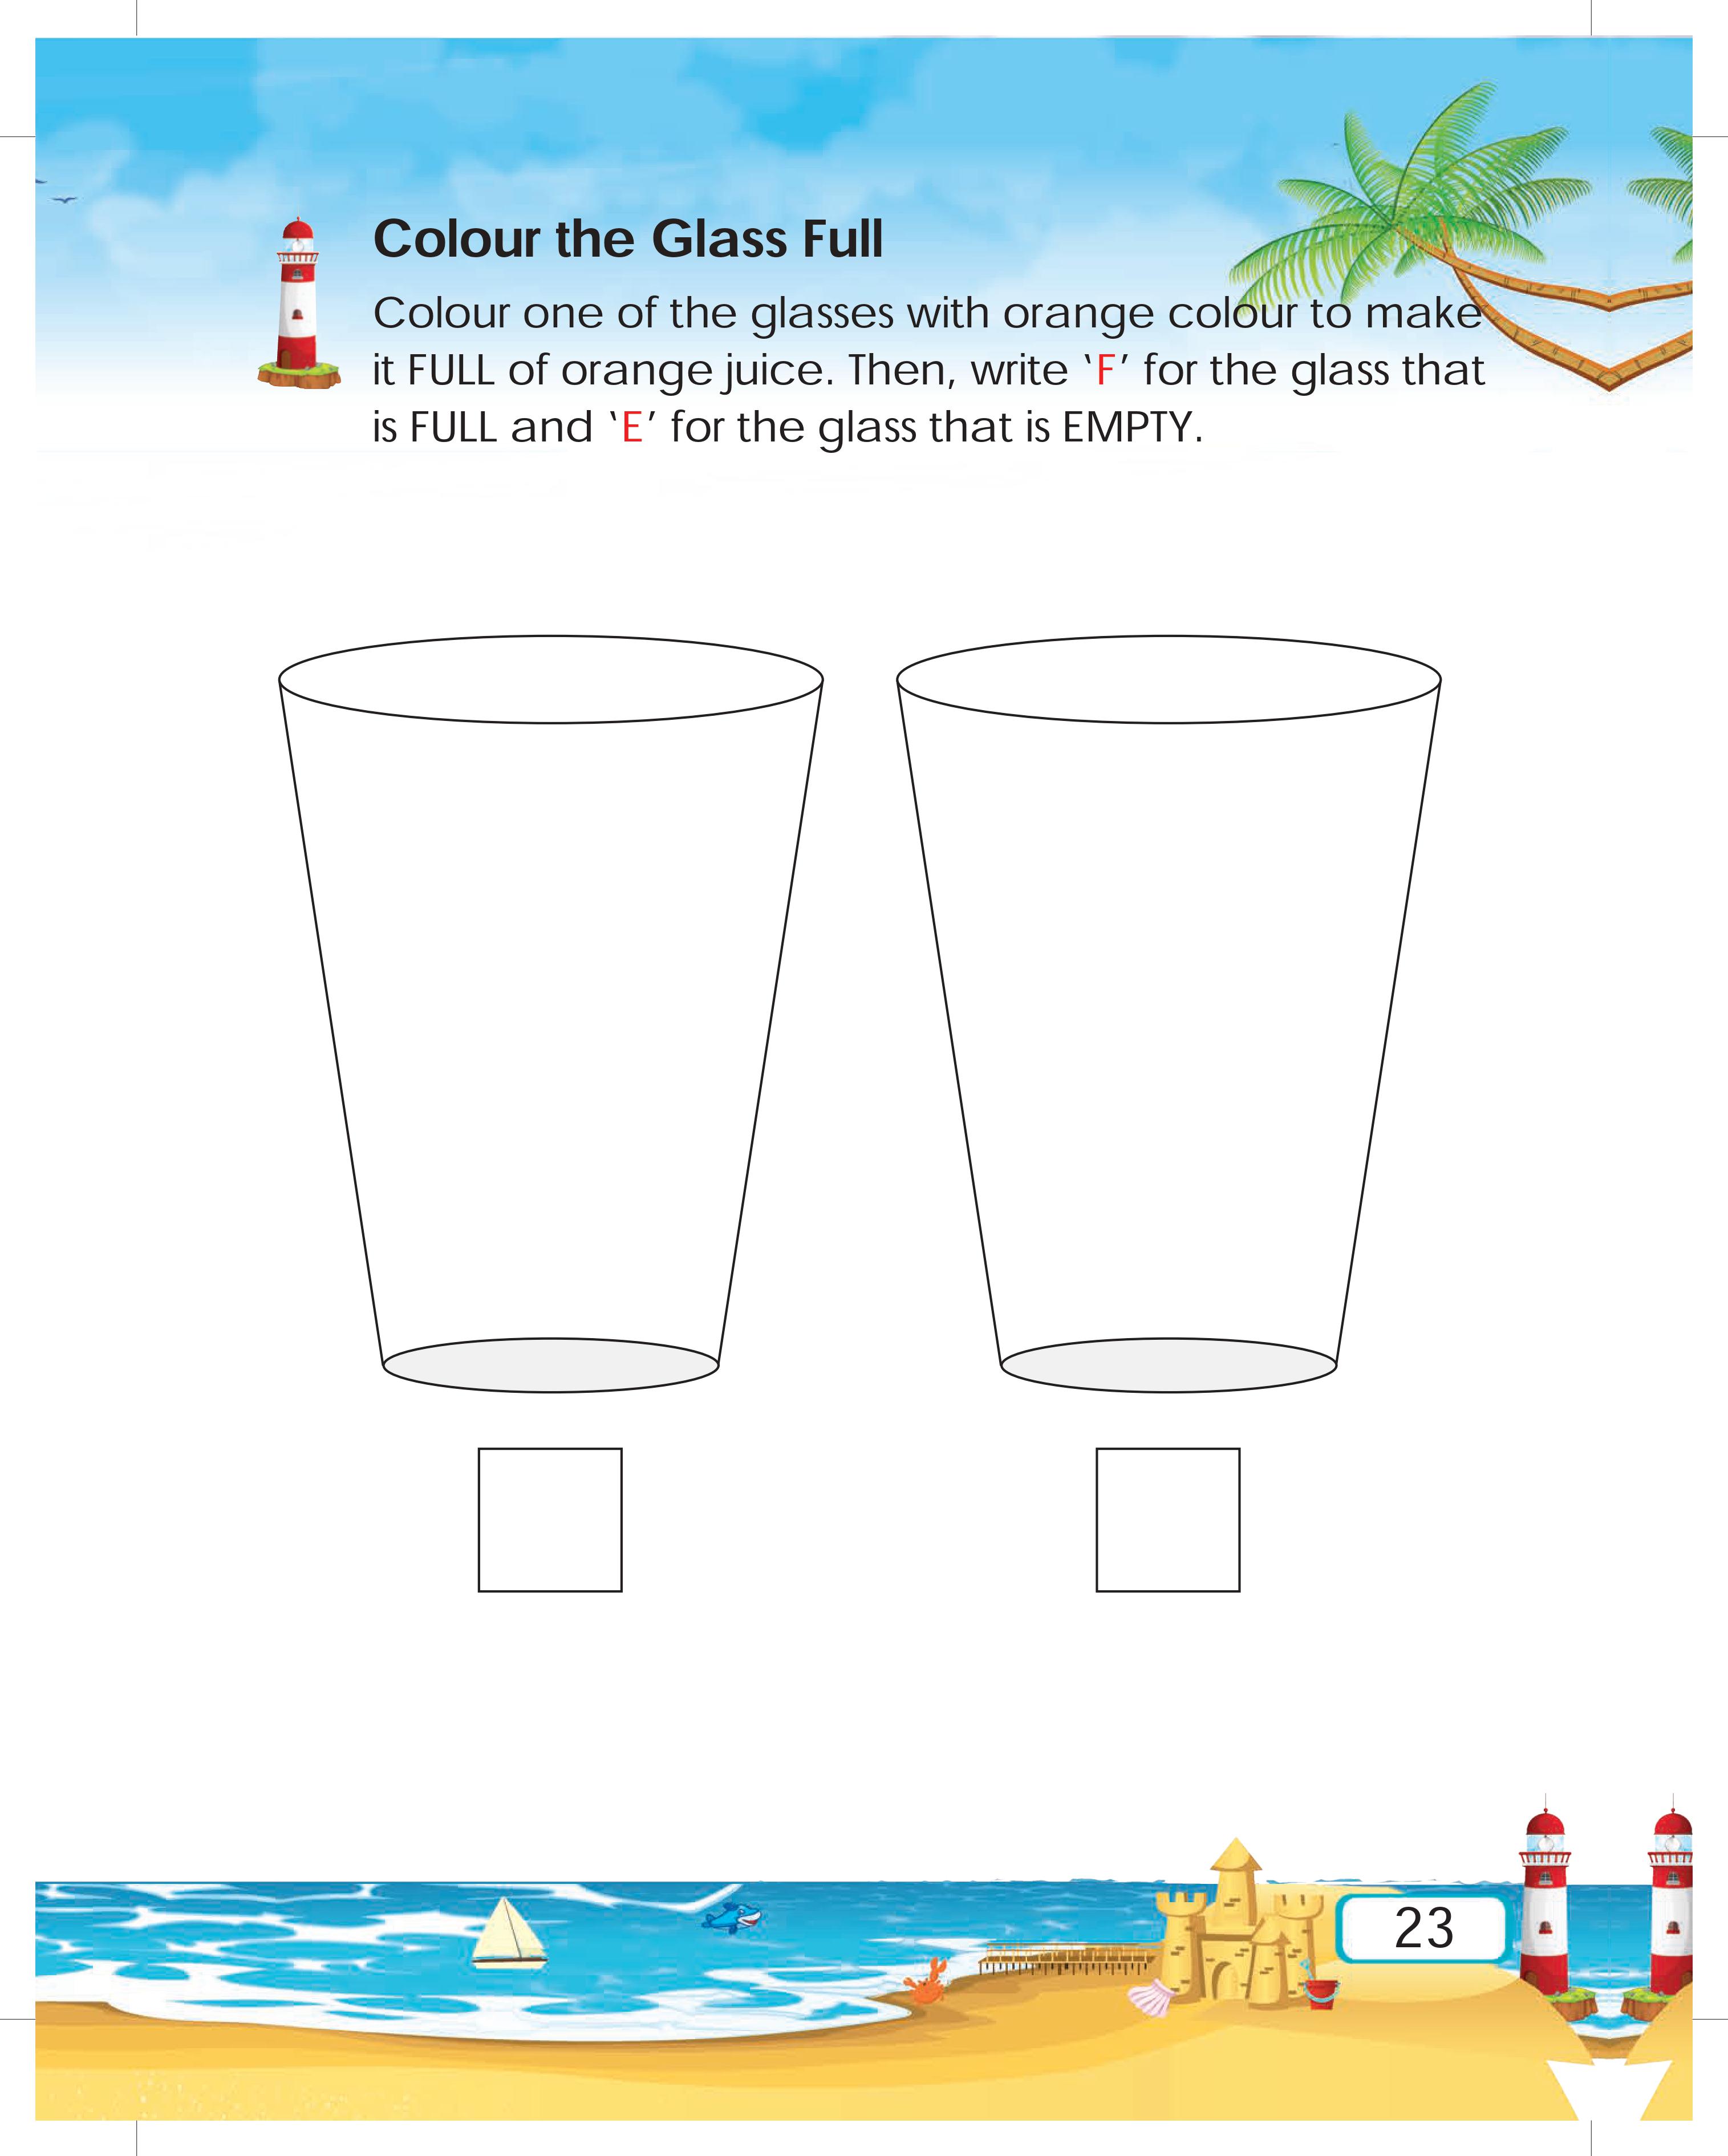 Colour the Glass Full
Colour one of the glasses with orange colour to make
it FULL of orange juice. Then, write ‘F’ for the glass that
is FULL and ‘E’ for the glass that is EMPTY.
23